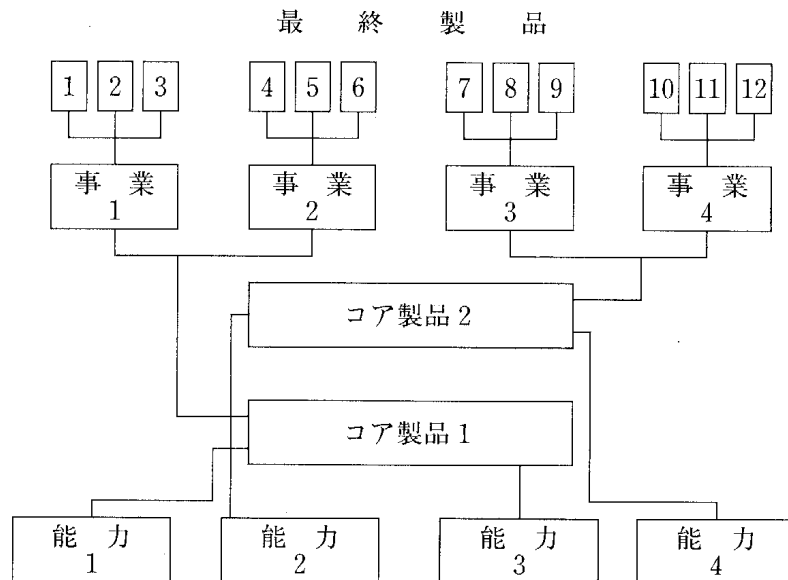 最 終 製 品
1 2 3 4 5 6 7 8 9 10 11 12
事 業 事 業 事 業 事 業
1 2 3 4
コア製品2
コア製品1
能 力 能 力 能 力 能 力
1 2 3 4